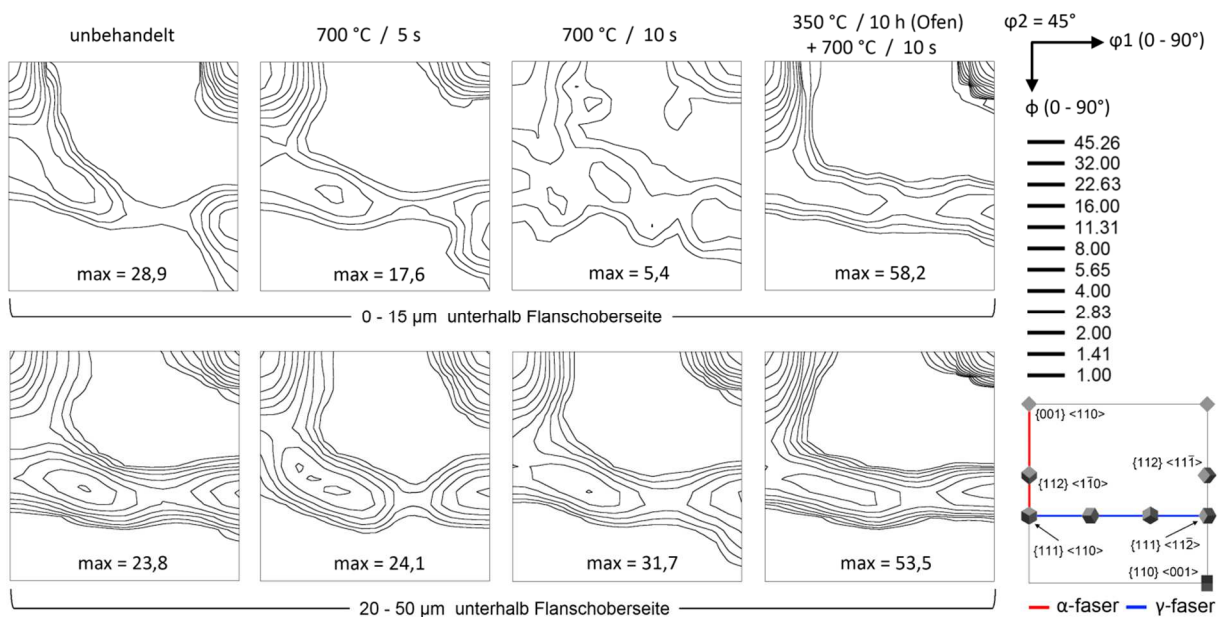 unbehandelt
700 °C / 5 s
700 °C / 10 s
350 °C / 10 h (Ofen)
+ 700 °C / 10 s
φ2 = 45°
φ1 (0 - 90°)
ϕ (0 - 90°)
max = 28,9
max = 17,6
max = 5,4
max = 58,2
0 - 15 µm unterhalb Flanschoberseite
45.26
32.00
22.63
16.00
11.31
8.00
5.65
4.00
2.83
2.00
1.41
1.00
max = 23,8
max = 24,1
max = 31,7
max = 53,5
20 - 50 µm unterhalb Flanschoberseite
{001} <110>
{112} <111̄>
{112} <11̄0>
{111} <110>
{111} <112̄>
{110} <001>
α-faser
γ-faser